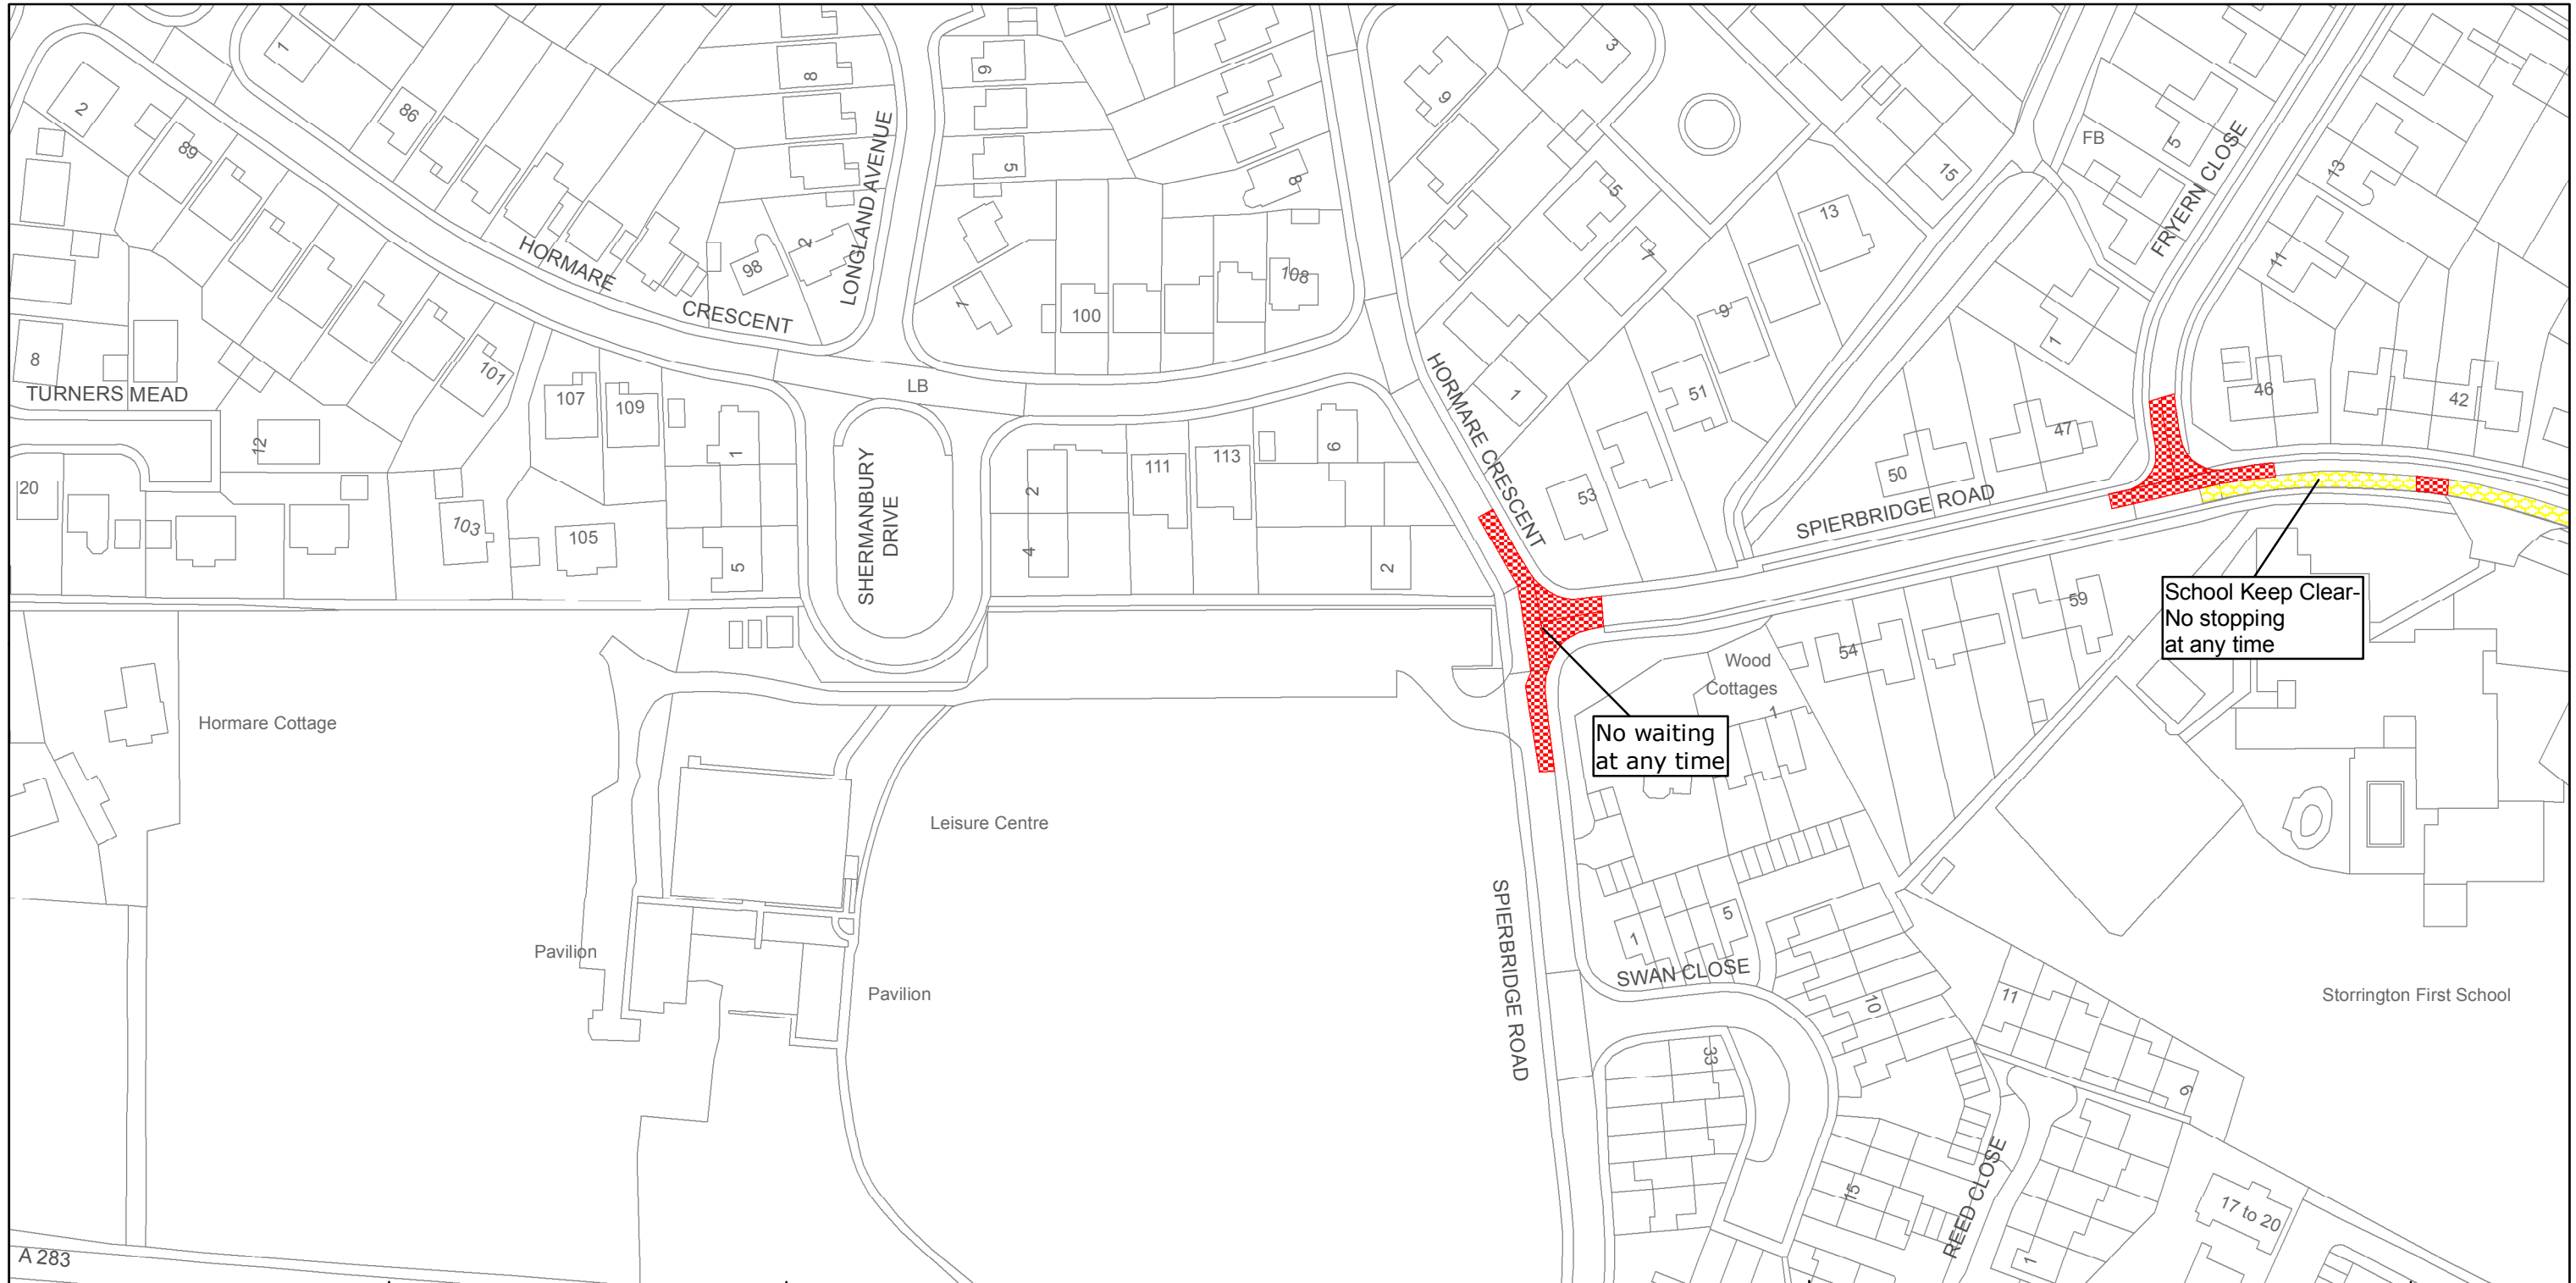 1
2
86
89
8
9
5
8
9
3
15
13
5
7
FB
5
FRYERN CLOSE
13
11
LONGLAND AVENUE
2
98
HORMARE
CRESCENT
1
100
108
LB
HORMARE CRESCENT
1
9
51
53
1
46
42
47
50
SPIERBRIDGE ROAD
8
TURNERS MEAD
101
12
20
107
109
1
103
105
5
SHERMANBURY
DRIVE
2
4
111
113
6
2
School Keep Clear-
No stopping
at any time
59
54
Wood
Cottages
1
No waiting
at any time
Hormare Cottage
Leisure Centre
Pavilion
Pavilion
SPIERBRIDGE ROAD
1
5
SWAN CLOSE
10
11
6
Storrington First School
33
15
REED CLOSE
1
17 to 20
A 283